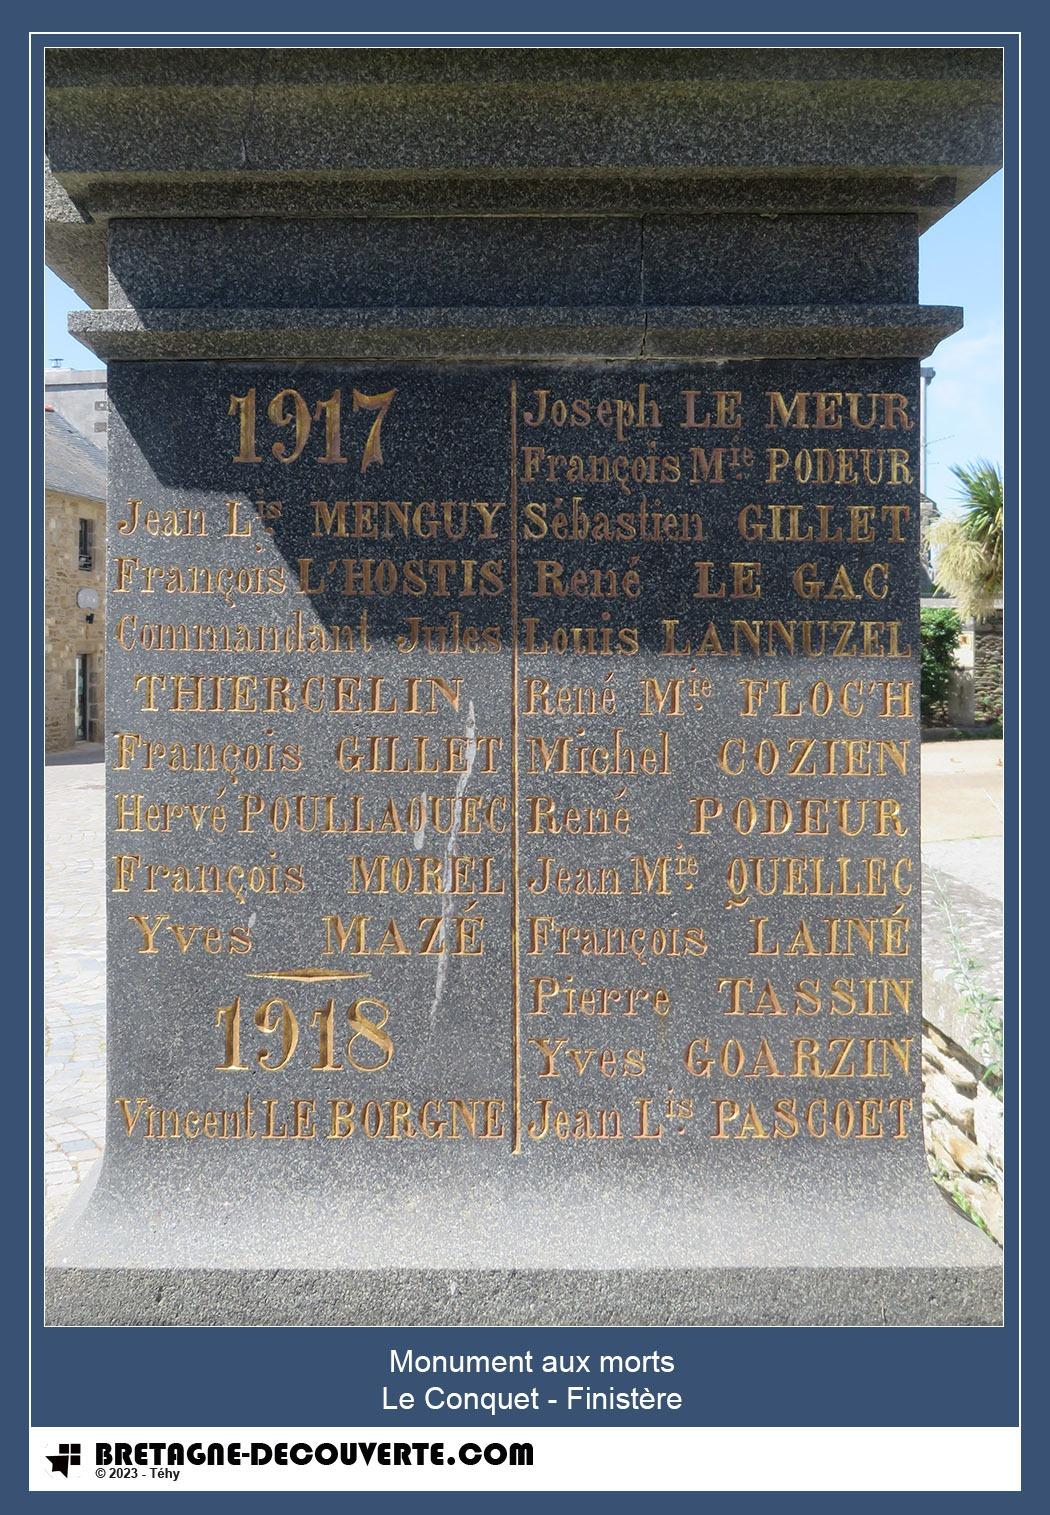 1917
Jean Lis MENGUY
François L'HOSTIS
Commandant Jules
THIERCELIN
François GILLET
Hervé POULLAOUEC
François MOREL
Yves MAZÉ
1918
Vincent LE BORGNE
Joseph LE MEUR
François Mie PODEUR
Sébastien GILLET
René LE GAC
Louis LANNUZEL
René Mie FLOC'H
Michel COZIEN
René PODEUR
Jean Mie QUELLEC
François LAINÉ
Pierre TASSIN
Yves GOARZIN
Jean Lis PASCOET
Monument aux morts
Le Conquet - Finistère
BRETAGNE-DECOUVERTE.COM
© 2023 - Téhy